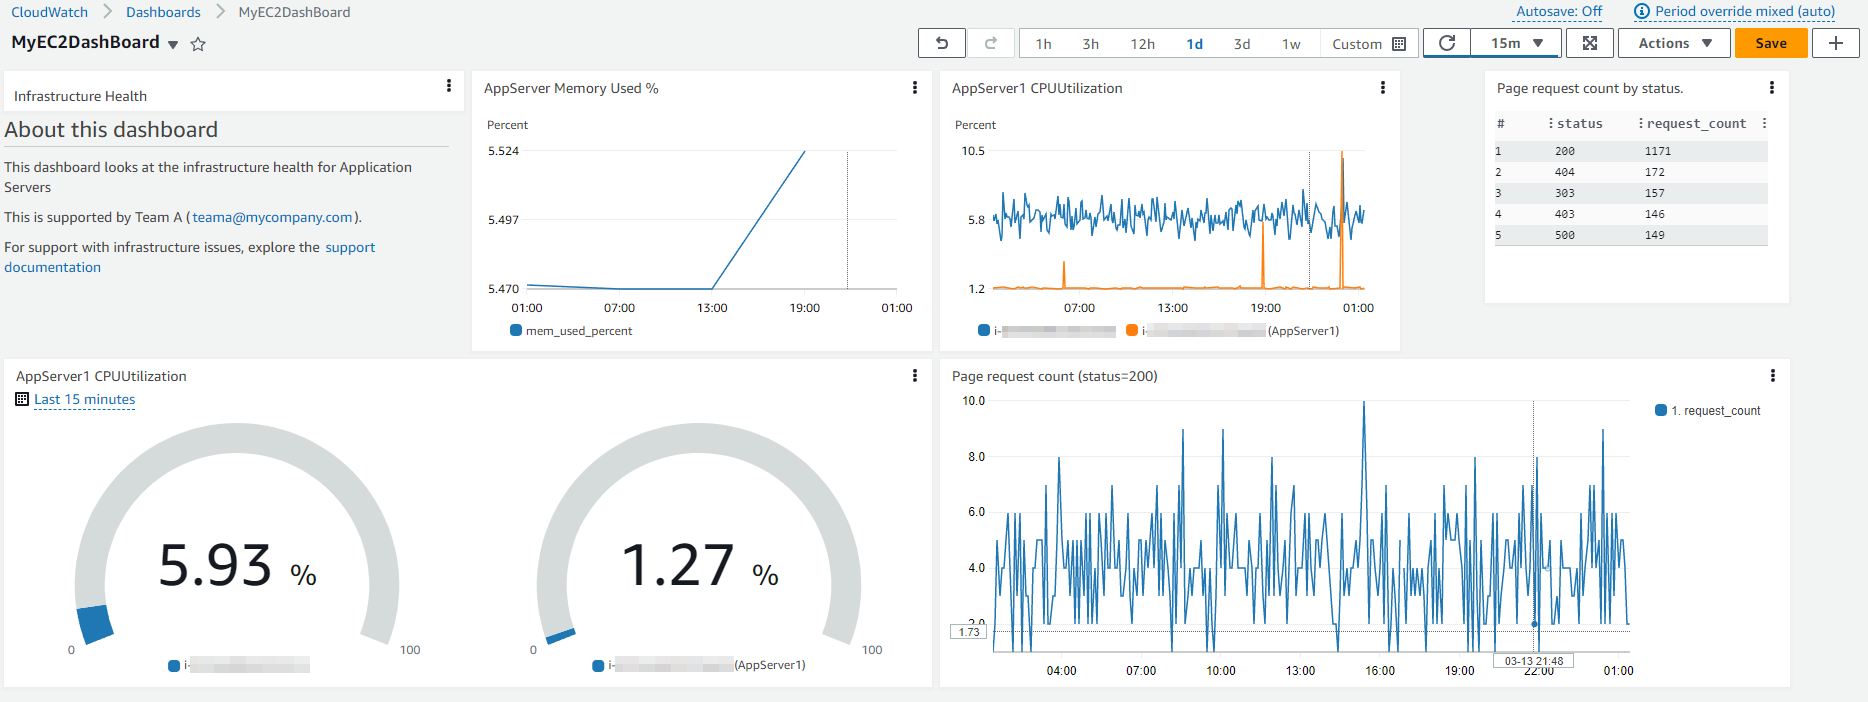 CloudWatch > Dashboards > MyEC2DashBoard
Autosave: Off
Period override mixed (auto)
MyEC2DashBoard
1h 3h 12h 1d 3d 1w Custom
15m
Actions
Save
Infrastructure Health
About this dashboard
This dashboard looks at the infrastructure health for Application
Servers
This is supported by Team A (teama@mycompany.com).
For support with infrastructure issues, explore the support
documentation
AppServer Memory Used %
Percent
5.524
5.497
5.470
01:00 07:00 13:00 19:00 01:00
mem_used_percent
AppServer1 CPUUtilization
Percent
10.5
5.8
1.2
07:00 13:00 19:00 01:00
i- i- (AppServer1)
Page request count by status.
# status request_count
1 200 1171
2 404 172
3 303 157
4 403 146
5 500 149
AppServer1 CPUUtilization
Last 15 minutes
5.93 %
0 100
i-
1.27 %
0 100
i- (AppServer1)
Page request count (status=200)
10.0
8.0
6.0
4.0
2.0
1.73
1. request_count
03-13 21:48
04:00 07:00 10:00 13:00 16:00 19:00 22:00 01:00